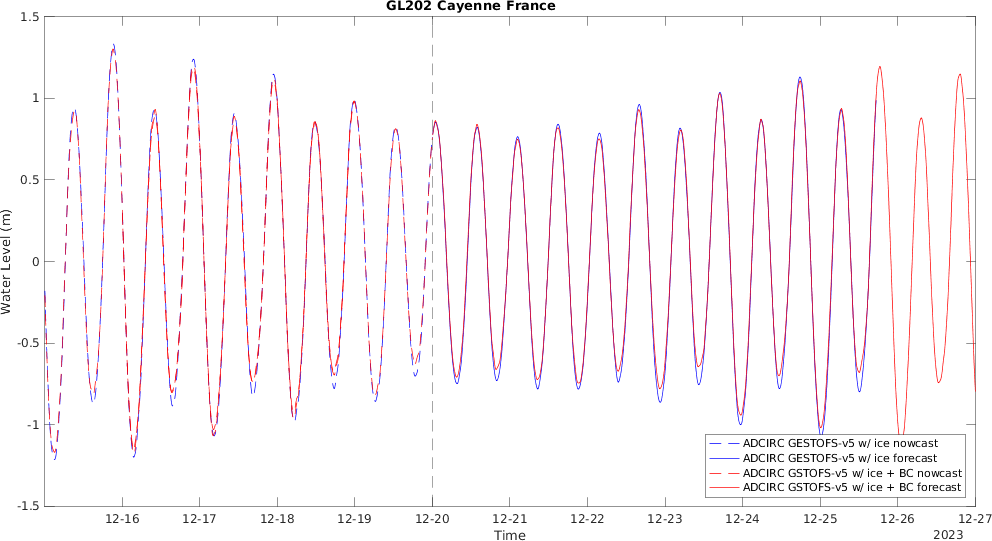 GL202 Cayenne France
1.5
1
0.5
0
-0.5
-1
-1.5
Water Level (m)
12-16 12-17 12-18 12-19 12-20 12-21 12-22 12-23 12-24 12-25 12-26 12-27
Time
2023
ADCIRC GESTOFS-v5 w/ ice nowcast
ADCIRC GESTOFS-v5 w/ ice forecast
ADCIRC GSTOFS-v5 w/ ice + BC nowcast
ADCIRC GSTOFS-v5 w/ ice + BC forecast